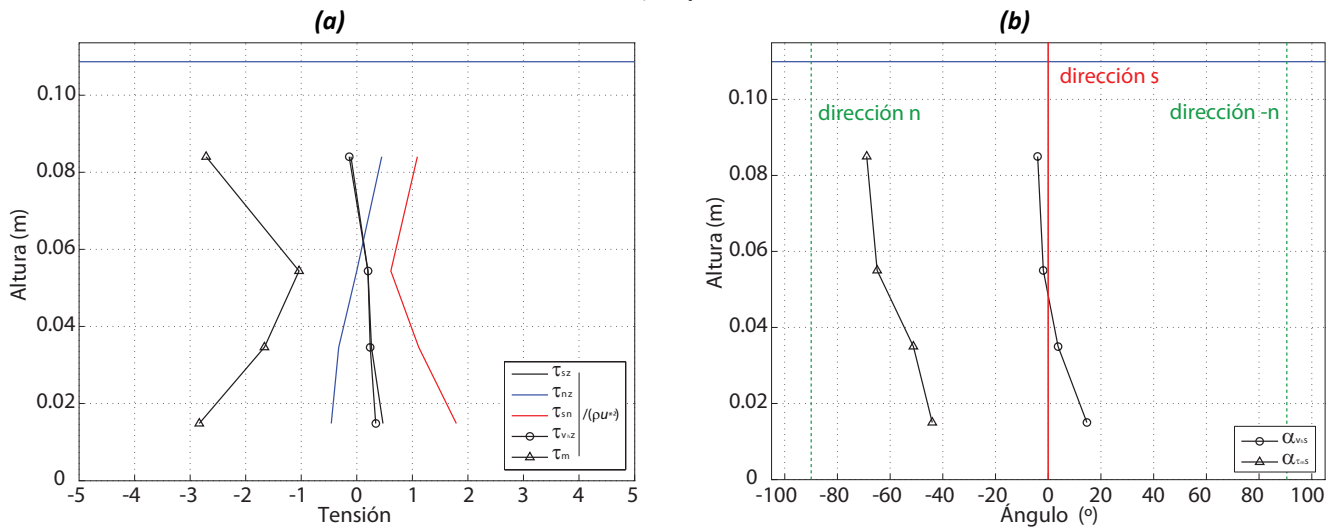 (a)
(b)
0.10
0.08
0.06
0.04
0.02
0
Altura (m)
-5 -4 -3 -2 -1 0 1 2 3 4 5
Tensión
τsz
τnz
τsn
τvhz
τm
/(ρu*²)
dirección s
dirección n
dirección -n
0.10
0.08
0.06
0.04
0.02
0
Altura (m)
-100 -80 -60 -40 -20 0 20 40 60 80 100
Ángulo (º)
αvhs
ατms